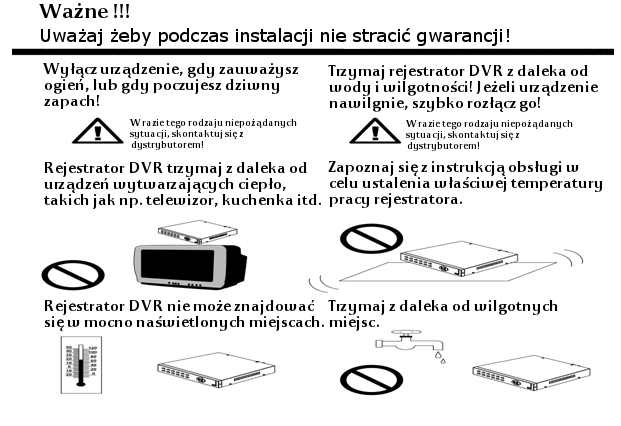 Ważne !!!
Uważaj żeby podczas instalacji nie stracić gwarancji!
Wyłącz urządzenie, gdy zauważysz
ogień, lub gdy poczujesz dziwny
zapach!
W razie tego rodzaju niepożądanych
sytuacji, skontaktuj się z
dystrybutorem!
Trzymaj rejestrator DVR z daleka od
wody i wilgotności! Jeżeli urządzenie
nawilgnie, szybko rozłącz go!
W razie tego rodzaju niepożądanych
sytuacji, skontaktuj się z
dystrybutorem!
Rejestrator DVR trzymaj z daleka od
urządzeń wytwarzających ciepło,
takich jak np. telewizor, kuchenka itd.
Zapoznaj się z instrukcją obsługi w
celu ustalenia właściwej temperatury
pracy rejestratora.
Rejestrator DVR nie może znajdować
się w mocno naświetlonych miejscach.
Trzymaj z daleka od wilgotnych
miejsc.